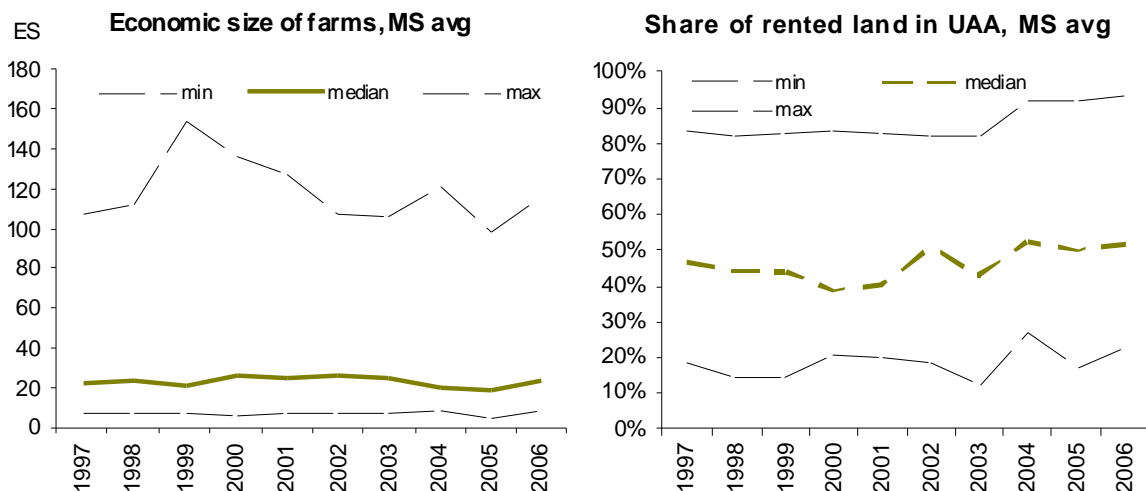 Economic size of farms, MS avg
ES
180
160
140
120
100
80
60
40
20
0
min median max
1997 1998 1999 2000 2001 2002 2003 2004 2005 2006
Share of rented land in UAA, MS avg
100%
90%
80%
70%
60%
50%
40%
30%
20%
10%
0%
min median
max
1997 1998 1999 2000 2001 2002 2003 2004 2005 2006